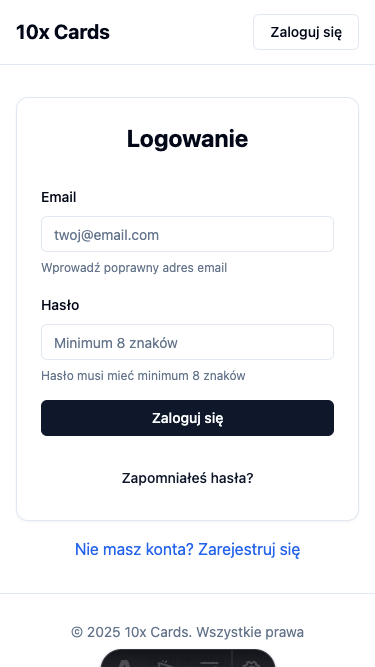 10x Cards
Zaloguj się
Logowanie
Email
twoj@email.com
Wprowadź poprawny adres email
Hasło
Minimum 8 znaków
Hasło musi mieć minimum 8 znaków
Zaloguj się
Zapomniałeś hasła?
Nie masz konta? Zarejestruj się
© 2025 10x Cards. Wszystkie prawa